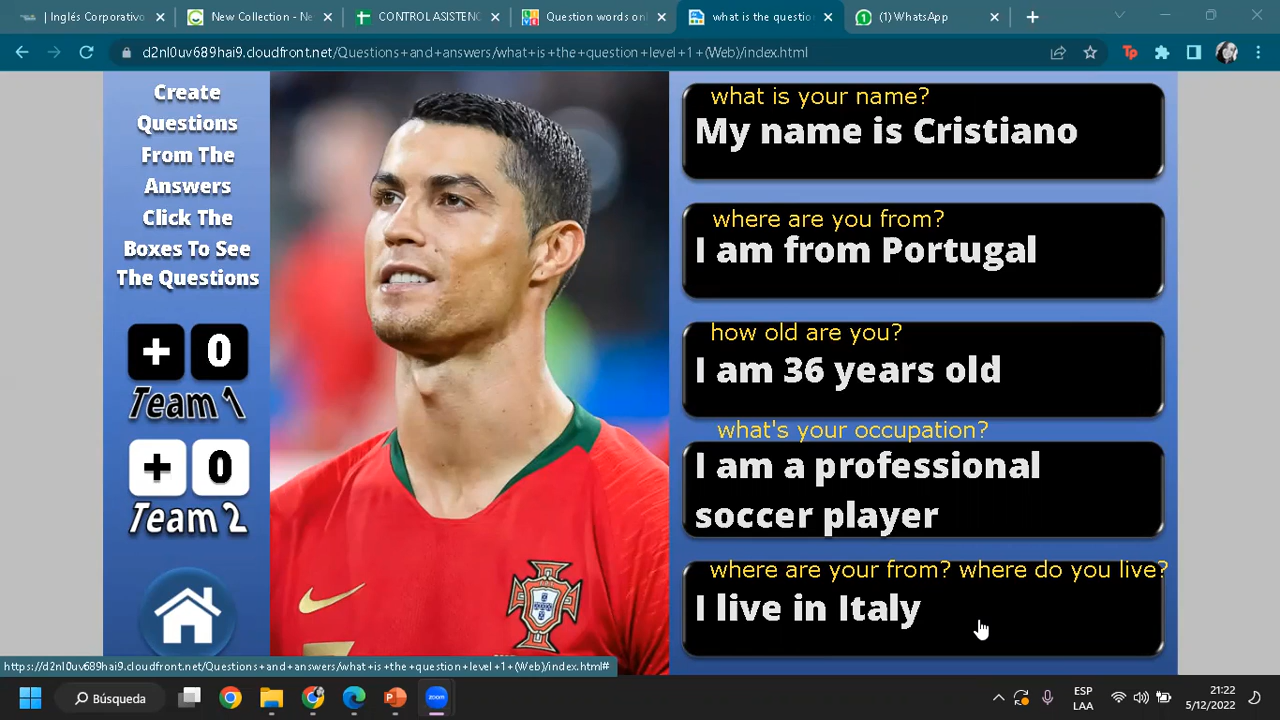 | Inglés Corporativo
New Collection - Ne
CONTROL ASISTENC
Question words on
what is the questio
(1) WhatsApp
d2nl0uv689hai9.cloudfront.net/Questions+and+answers/what+is+the+question+level+1+(Web)/index.html
Create
Questions
From The
Answers
Click The
Boxes To See
The Questions
+ 0
Team 1
+ 0
Team 2
what is your name?
My name is Cristiano
where are you from?
I am from Portugal
how old are you?
I am 36 years old
what's your occupation?
I am a professional
soccer player
where are your from? where do you live?
I live in Italy
https://d2nl0uv689hai9.cloudfront.net/Questions and answers/what+is+the+question+level+1+(Web)/index.html#
Búsqueda
zoom
ESP
LAA
21:22
5/12/2022